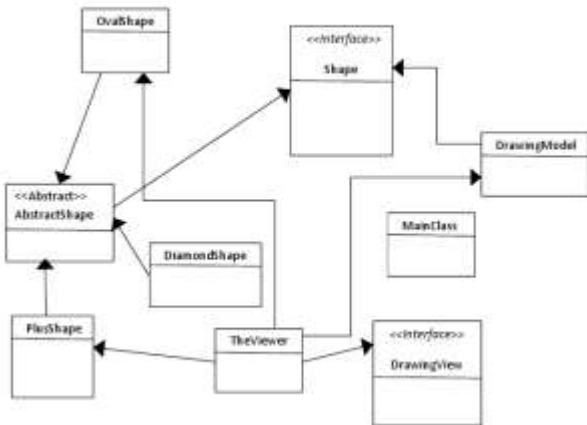 OvalShape
<<Interface>>
Shape
DrawingModel
<<Abstract>>
AbstractShape
MainClass
DiamondShape
PlusShape
TheViewer
<<Interface>>
DrawingView